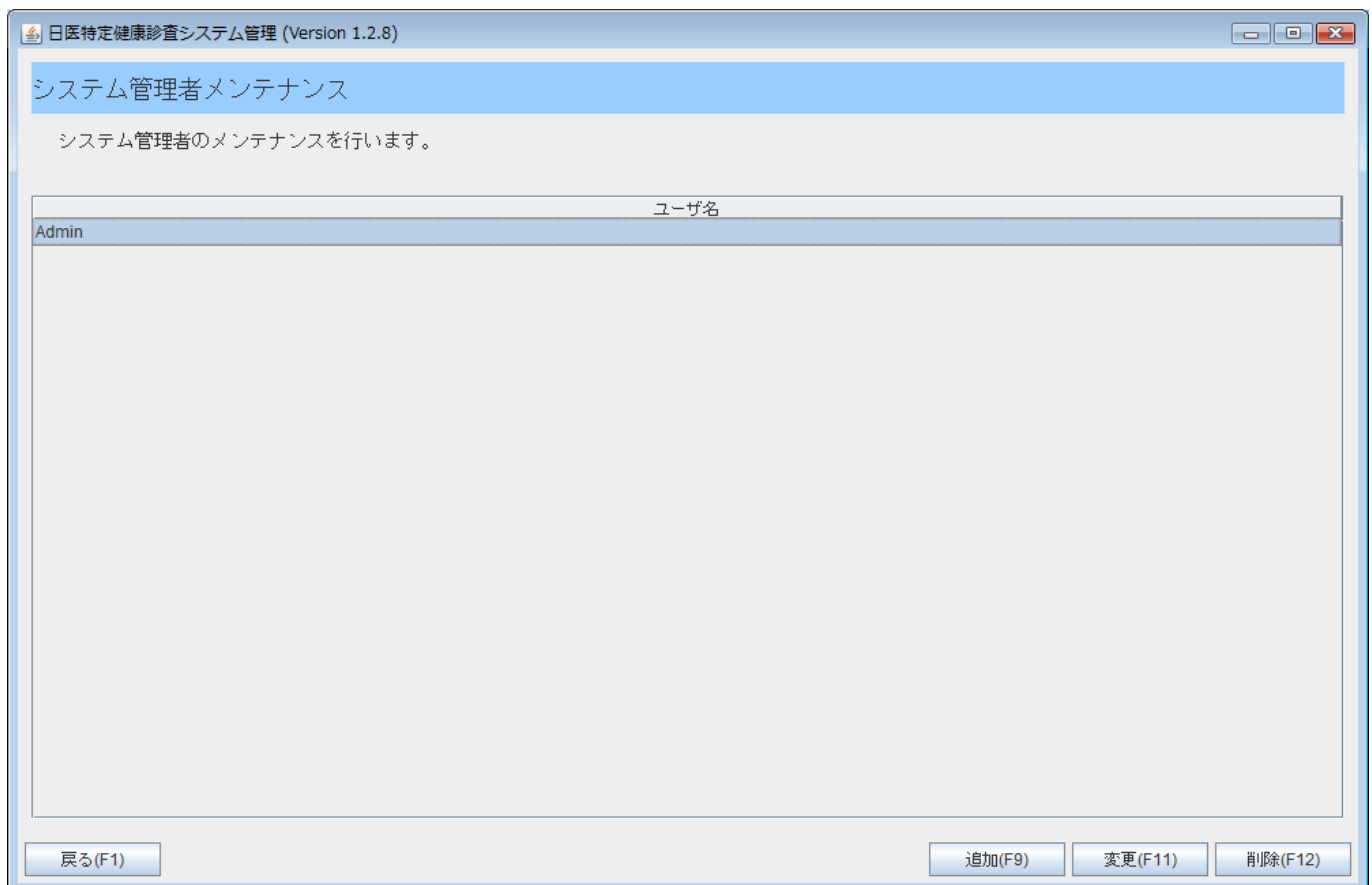 日医特定健康診査システム管理 (Version 1.2.8)
システム管理者メンテナンス
システム管理者のメンテナンスを行います。
ユーザ名
Admin
戻る(F1)
追加(F9)
変更(F11)
削除(F12)